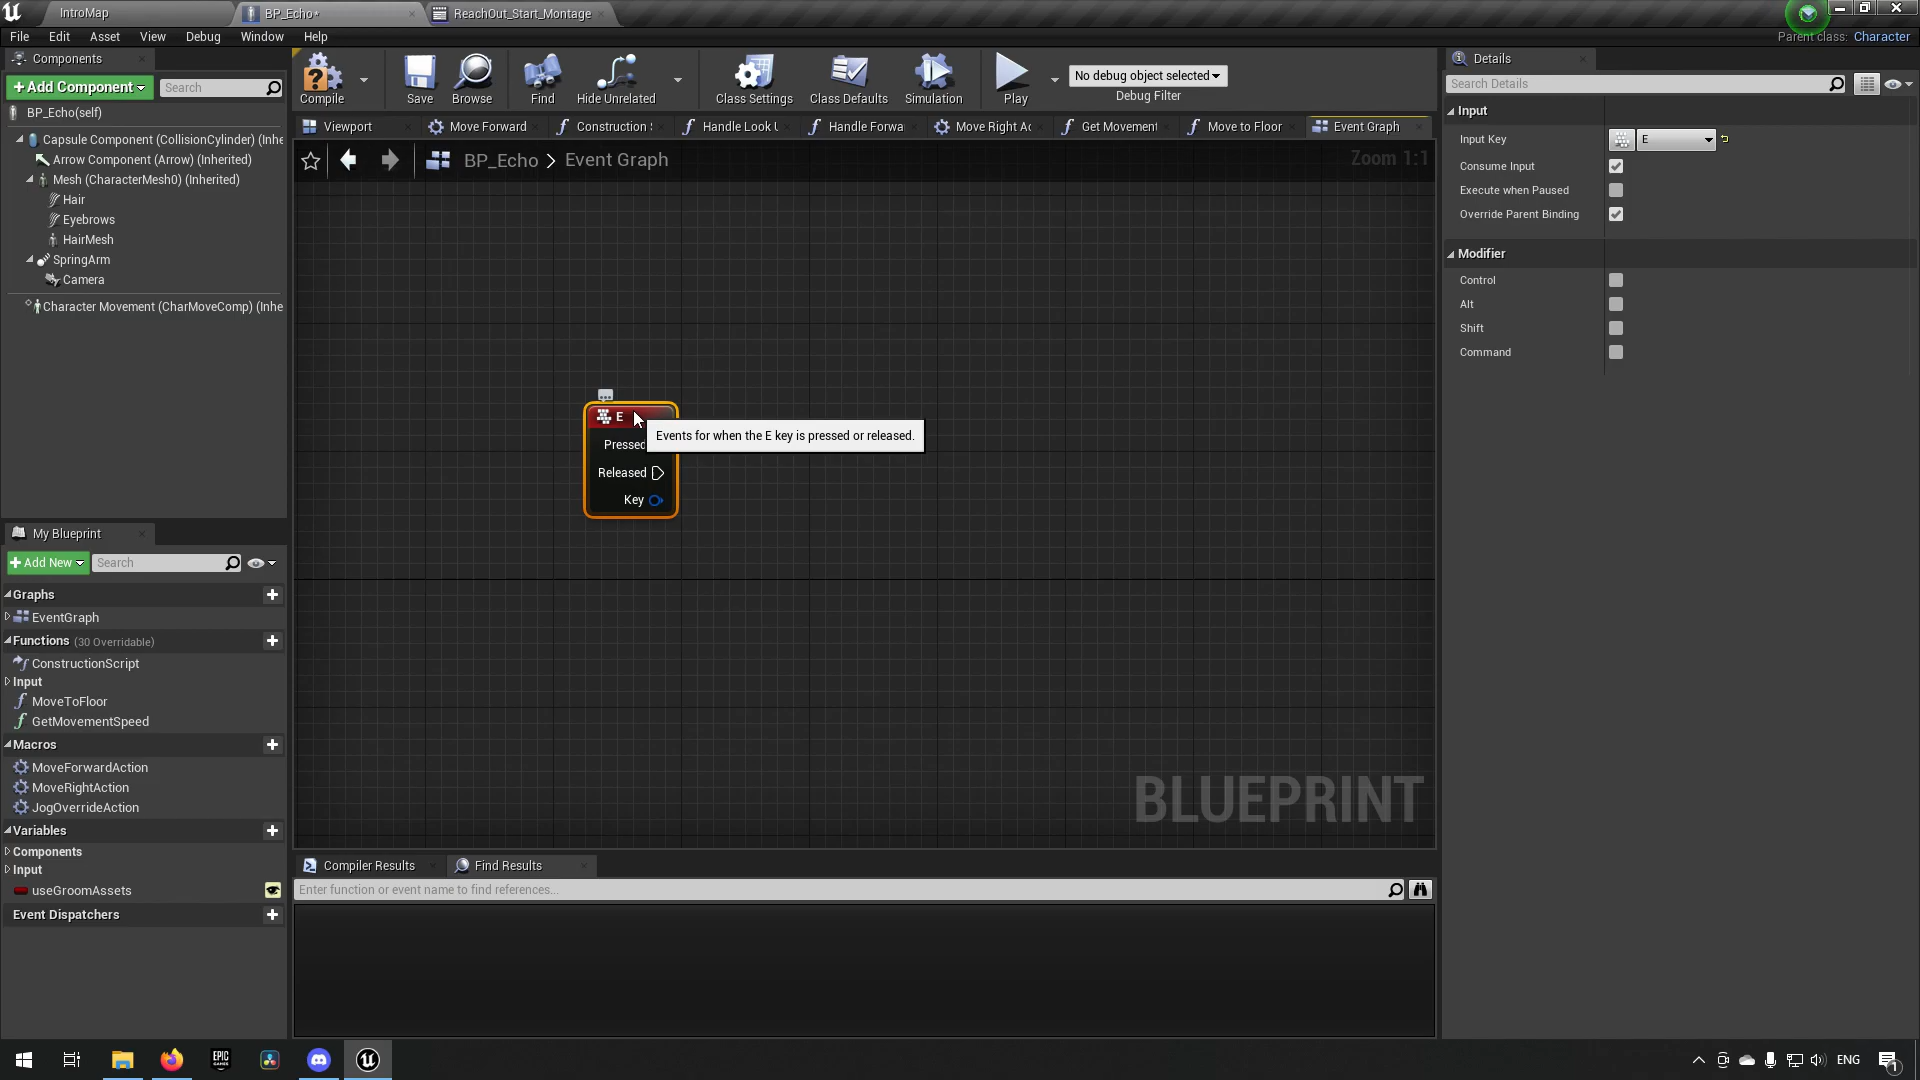 IntroMap
BP_Echo*
ReachOut_Start_Montage
File Edit Asset View Debug Window Help
Parent class: Character
Components
+Add Component
Search
BP_Echo(self)
Capsule Component (CollisionCylinder) (Inhe
Arrow Component (Arrow) (Inherited)
Mesh (CharacterMesh0) (Inherited)
Hair
Eyebrows
HairMesh
SpringArm
Camera
Character Movement (CharMoveComp) (Inhe
Compile
Save
Browse
Find
Hide Unrelated
Class Settings
Class Defaults
Simulation
Play
No debug object selected
Debug Filter
Viewport
Move Forward
Construction S
Handle Look U
Handle Forwa
Move Right Ac
Get Movement
Move to Floor
Event Graph
BP_Echo > Event Graph
Zoom 1:1
E
Pressed
Released
Key
Events for when the E key is pressed or released.
BLUEPRINT
My Blueprint
+Add New
Search
Graphs
EventGraph
Functions (30 Overridable)
ConstructionScript
Input
MoveToFloor
GetMovementSpeed
Macros
MoveForwardAction
MoveRightAction
JogOverrideAction
Variables
Components
Input
useGroomAssets
Event Dispatchers
Compiler Results
Find Results
Enter function or event name to find references...
Details
Search Details
Input
Input Key
E
Consume Input
Execute when Paused
Override Parent Binding
Modifier
Control
Alt
Shift
Command
EPIC
GAMES
ENG
1